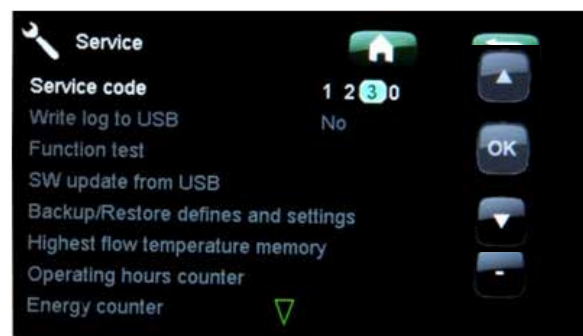 Service
Service code 1 2 3 0
Write log to USB No
Function test
SW update from USB
Backup/Restore defines and settings
Highest flow temperature memory
Operating hours counter
Energy counter
OK
-